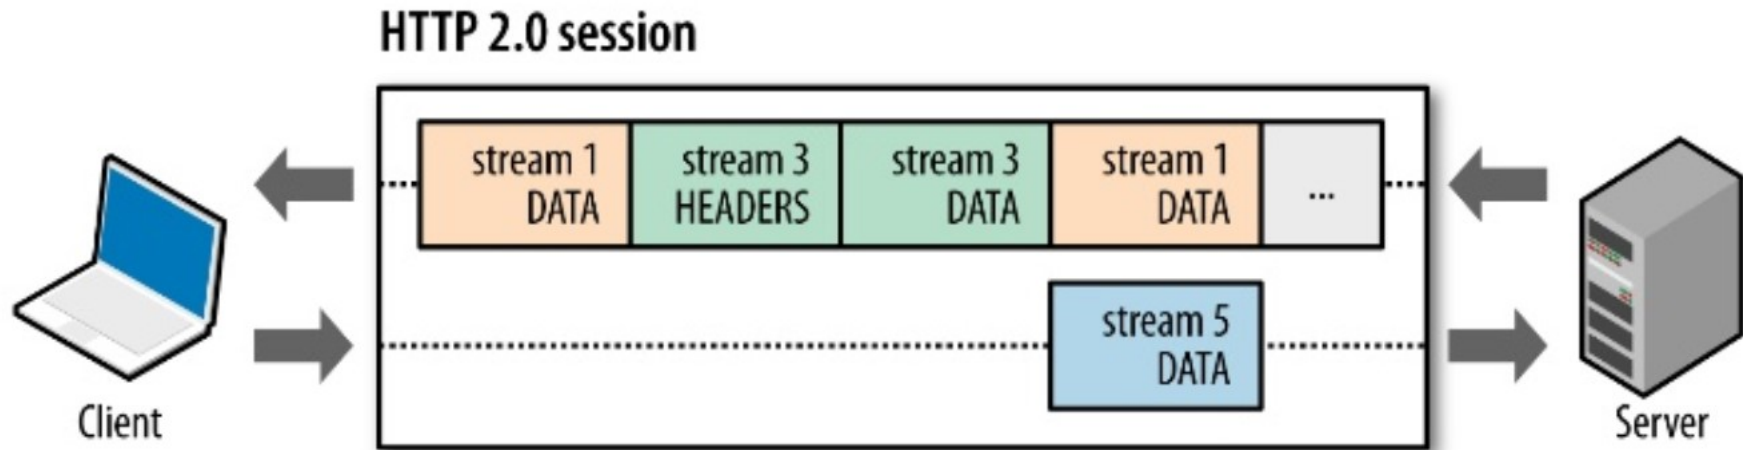 HTTP 2.0 session
stream 1
DATA
stream 3
HEADERS
stream 3
DATA
stream 1
DATA
...
stream 5
DATA
Client
Server